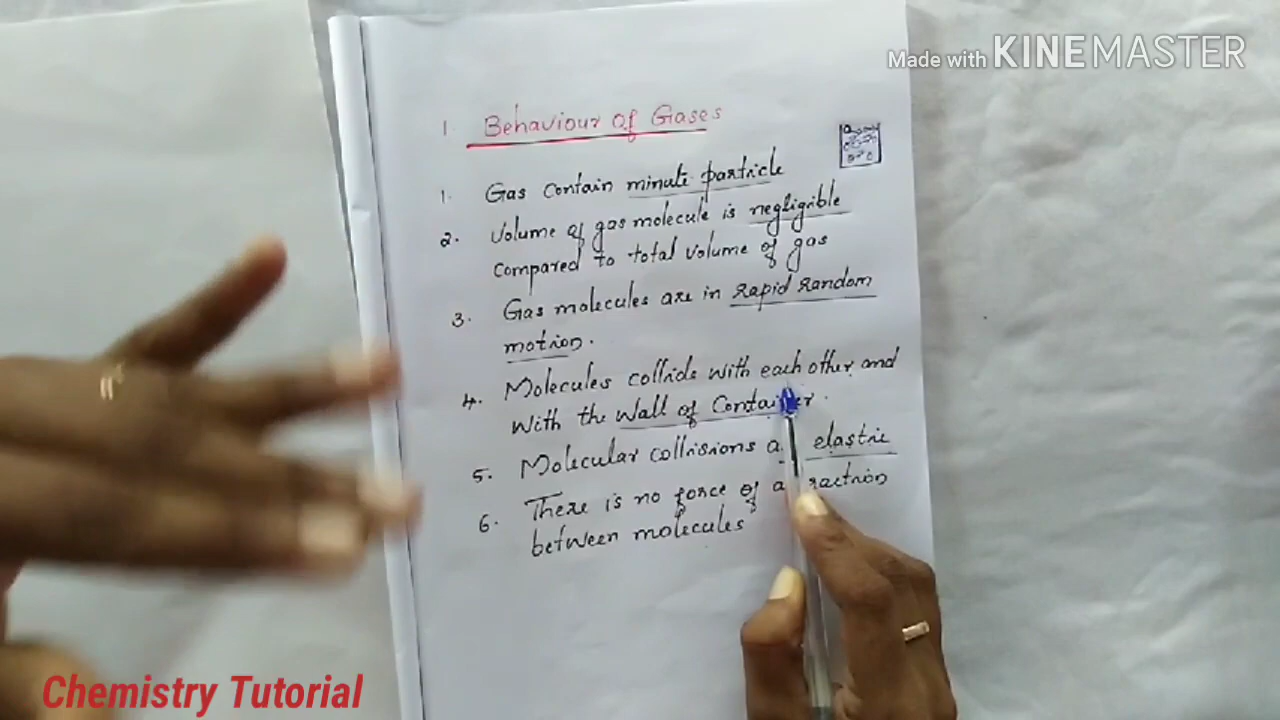 Made with KINEMASTER
1. Behaviour of Gases
1. Gas contain minute particle
2. Volume of gas molecule is negligible
compared to total volume of gas
3. Gas molecules are in rapid random
motion.
4. Molecules collide with each other and
with the wall of Container.
5. Molecular collisions elastic
6. There is no force of attraction
between molecules
Chemistry Tutorial